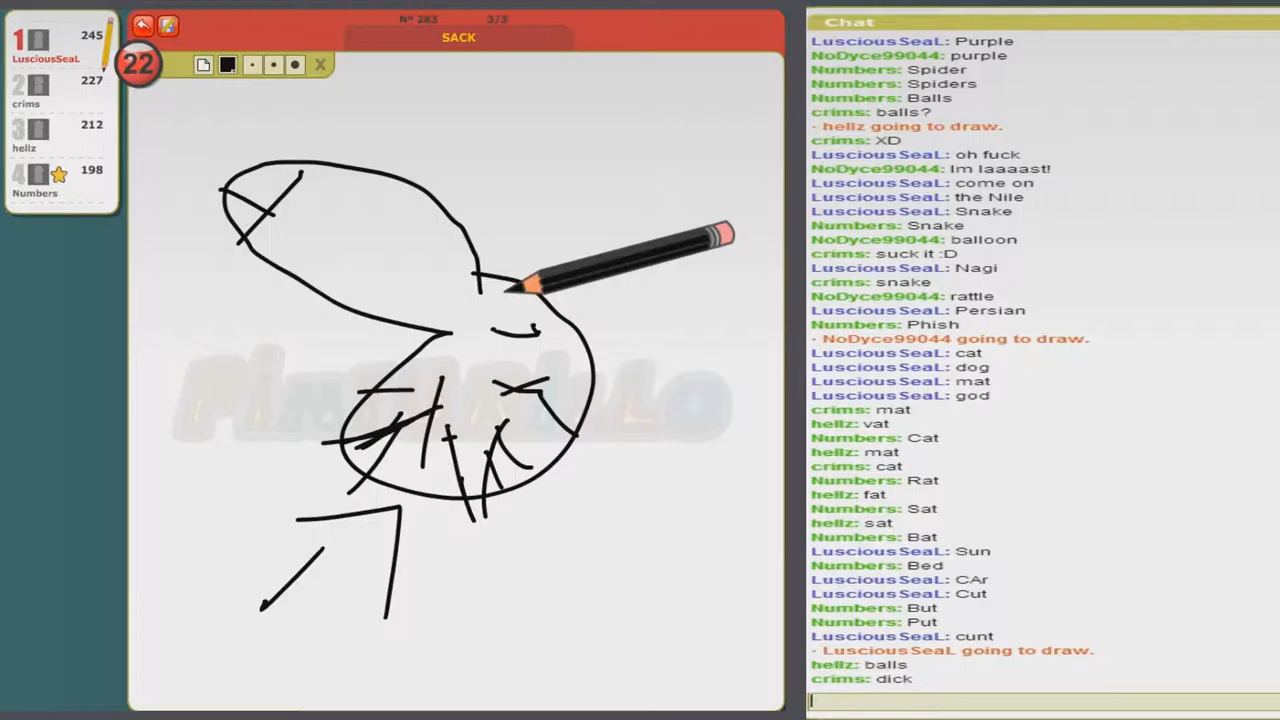 1
245
LusciousSeaL
2
227
crims
3
212
hellz
4
198
Numbers
Nº 283
3/3
SACK
22
X
Chat
LusciousSeaL: Purple
NoDyce99044: purple
Numbers: Spider
Numbers: Spiders
Numbers: Balls
crims: balls?
- hellz going to draw.
crims: XD
LusciousSeaL: oh fuck
NoDyce99044: Im laaaast!
LusciousSeaL: come on
LusciousSeaL: the Nile
LusciousSeaL: Snake
Numbers: Snake
NoDyce99044: balloon
crims: suck it :D
LusciousSeaL: Nagi
crims: snake
NoDyce99044: rattle
LusciousSeaL: Persian
Numbers: Phish
- NoDyce99044 going to draw.
LusciousSeaL: cat
LusciousSeaL: dog
LusciousSeaL: mat
LusciousSeaL: god
crims: mat
hellz: vat
Numbers: Cat
hellz: mat
crims: cat
Numbers: Rat
hellz: fat
Numbers: Sat
hellz: sat
Numbers: Bat
LusciousSeaL: Sun
Numbers: Bed
LusciousSeaL: CAr
LusciousSeaL: Cut
Numbers: But
Numbers: Put
LusciousSeaL: cunt
- LusciousSeaL going to draw.
hellz: balls
crims: dick